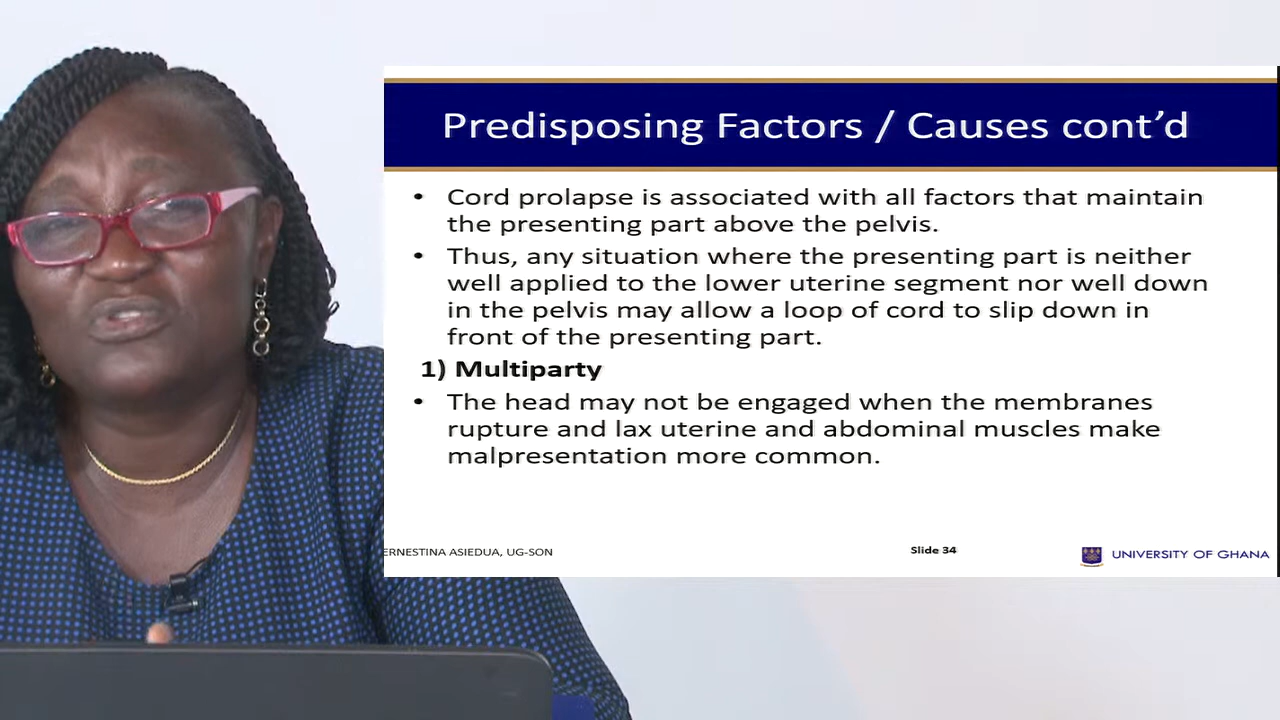 Predisposing Factors / Causes cont’d
• Cord prolapse is associated with all factors that maintain
the presenting part above the pelvis.
• Thus, any situation where the presenting part is neither
well applied to the lower uterine segment nor well down
in the pelvis may allow a loop of cord to slip down in
front of the presenting part.
1) Multiparty
• The head may not be engaged when the membranes
rupture and lax uterine and abdominal muscles make
malpresentation more common.
ERNESTINA ASIEDUA, UG-SON
Slide 34
UNIVERSITY OF GHANA